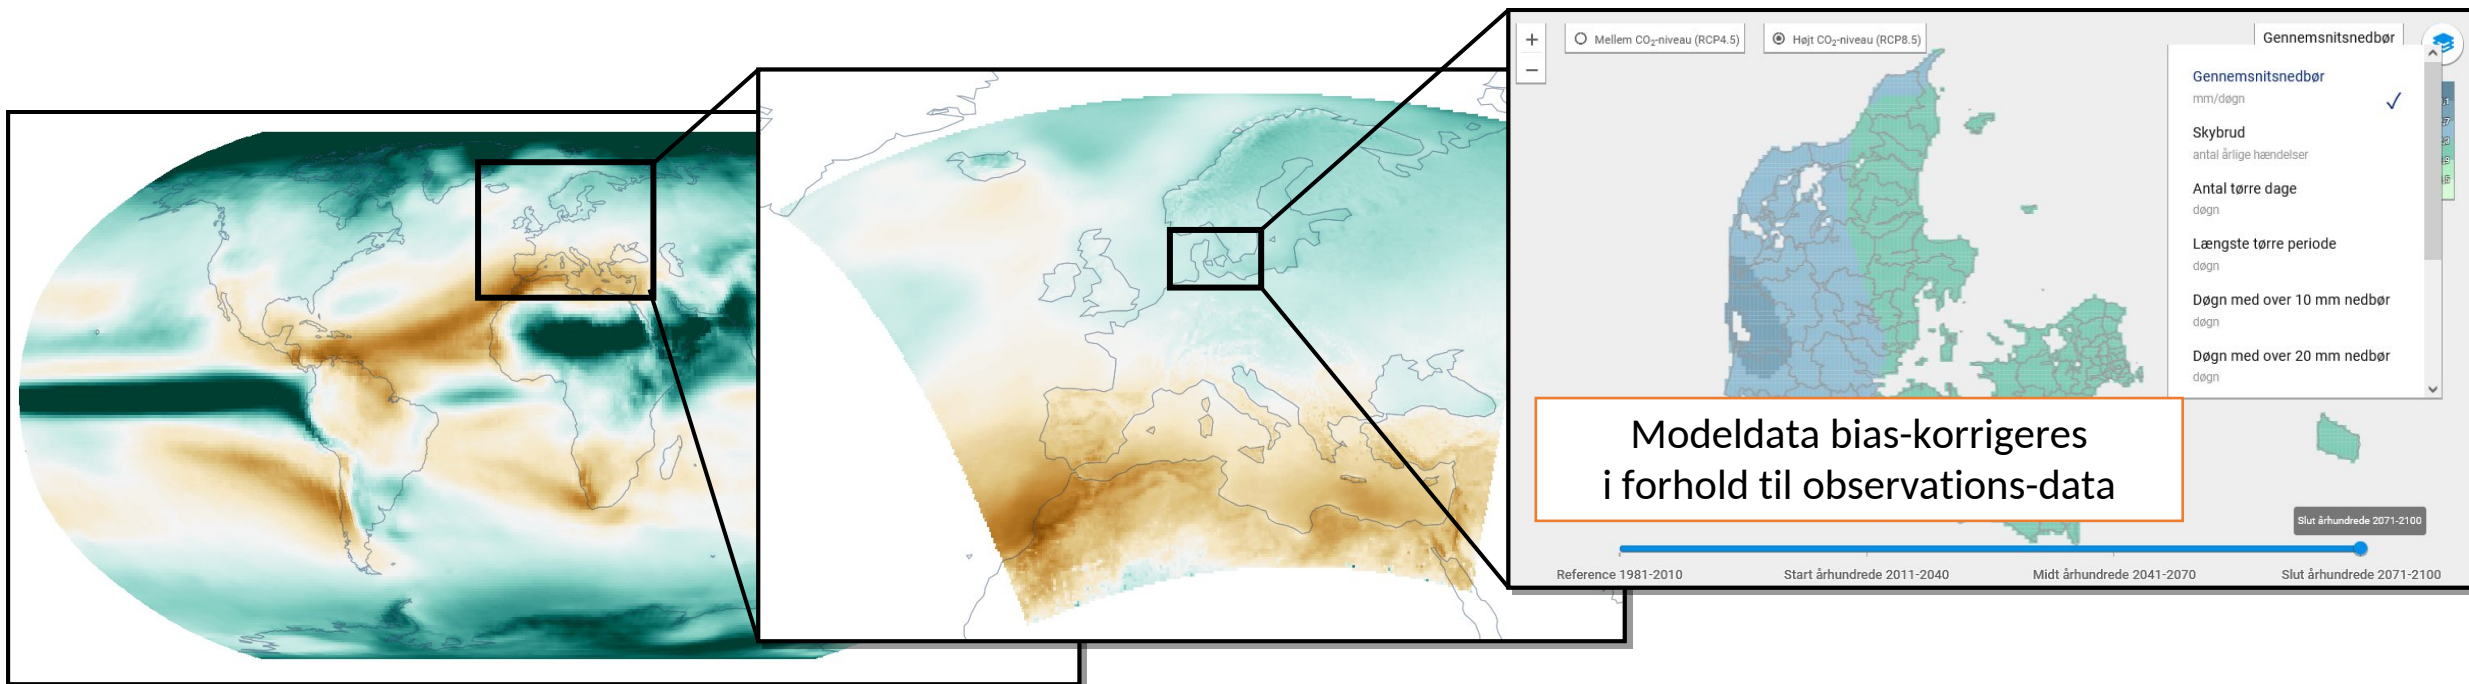 +
−
Mellem CO₂-niveau (RCP4.5)
Højt CO₂-niveau (RCP8.5)
Gennemsnitsnedbør
Gennemsnitsnedbør
mm/døgn
Skybrud
antal årlige hændelser
Antal tørre dage
døgn
Længste tørre periode
døgn
Døgn med over 10 mm nedbør
døgn
Døgn med over 20 mm nedbør
døgn
Modeldata bias-korrigeres
i forhold til observations-data
Slut århundrede 2071-2100
Reference 1981-2010
Start århundrede 2011-2040
Midt århundrede 2041-2070
Slut århundrede 2071-2100